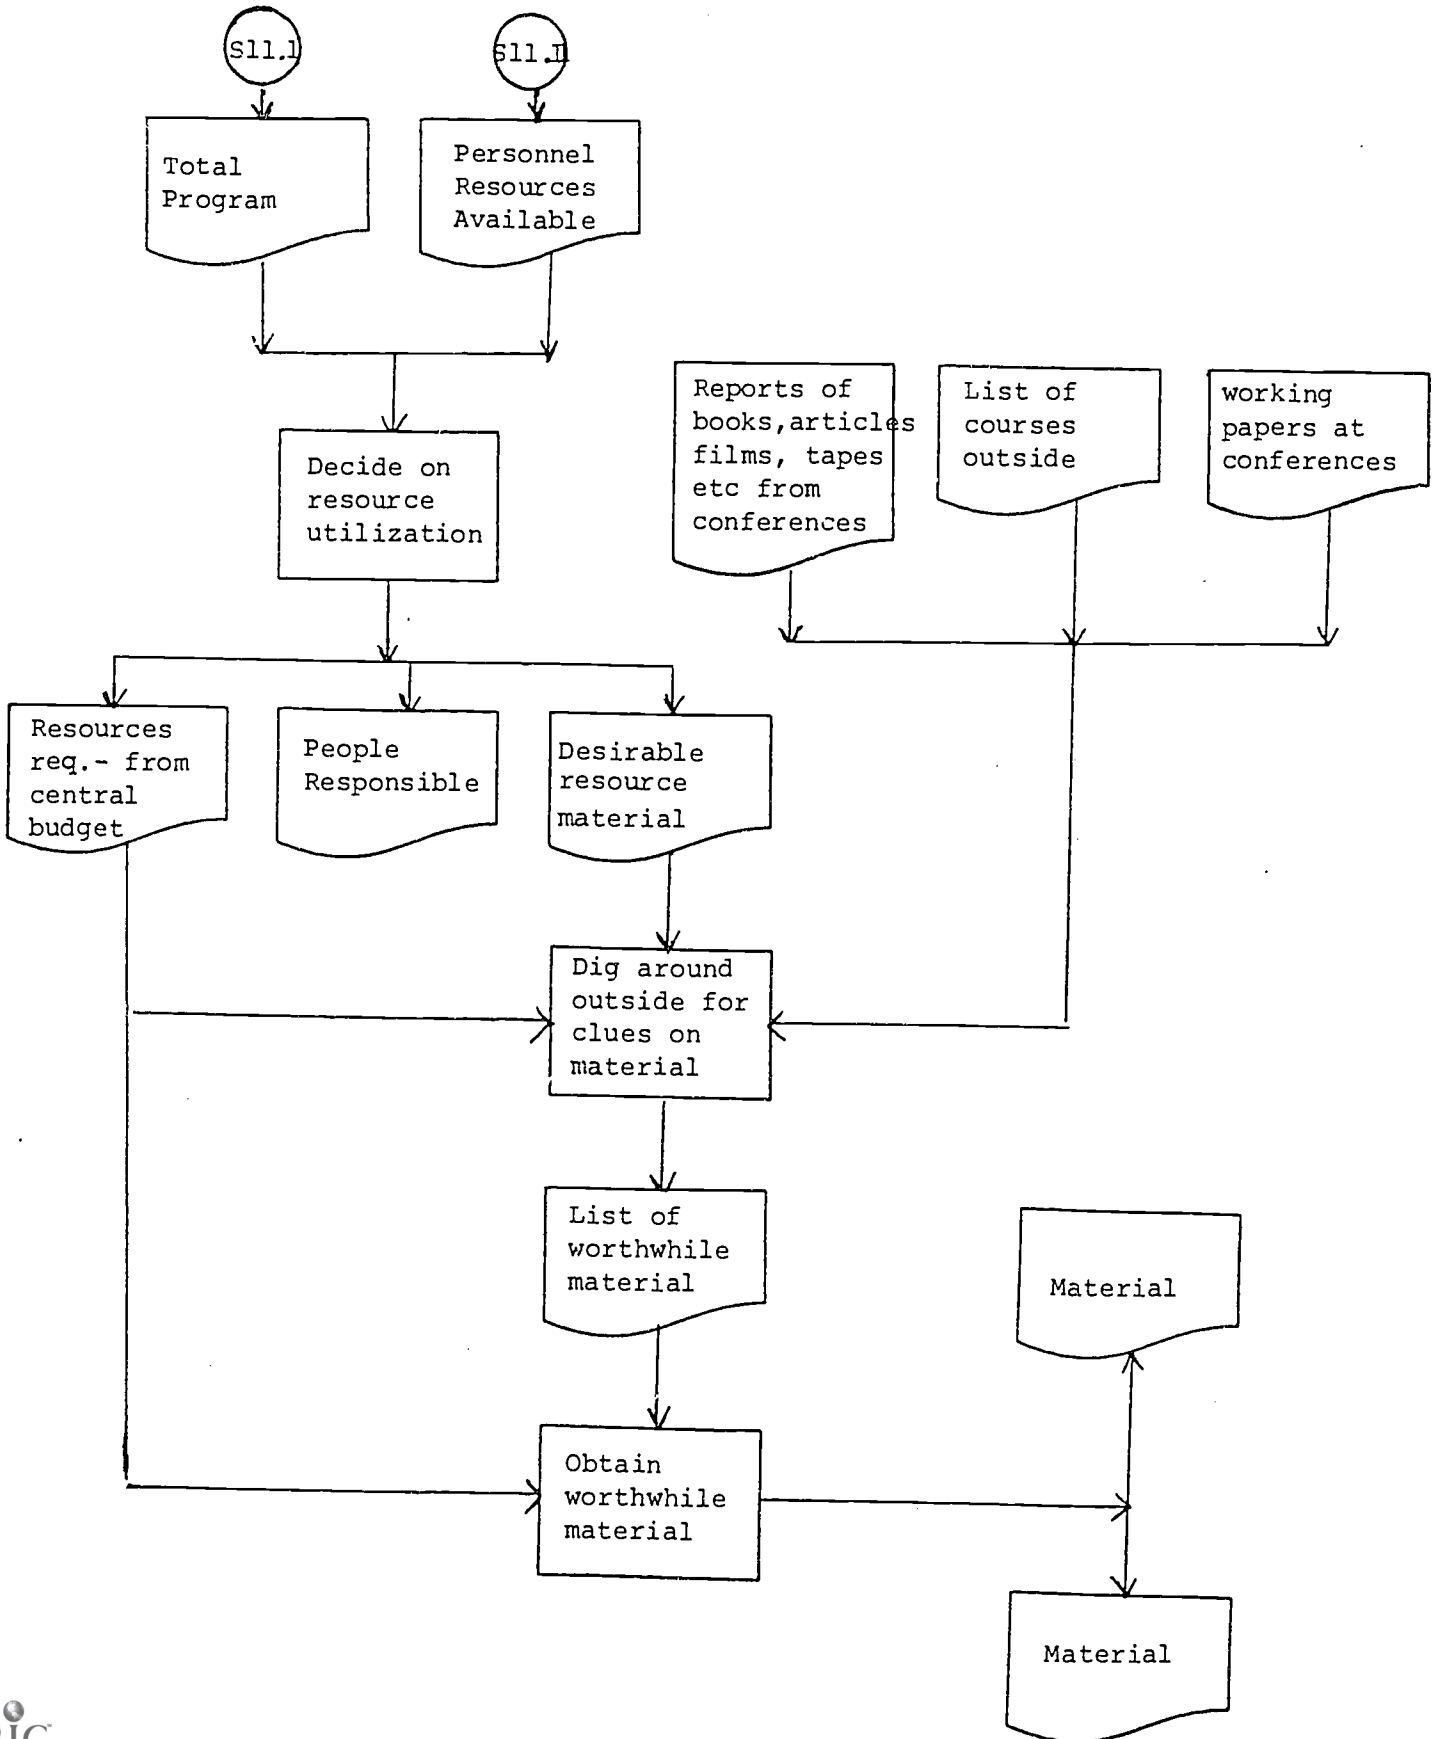 S11.1
S11.II
Total
Program
Personnel
Resources
Available
Reports of
books,articles
films, tapes
etc from
conferences
List of
courses
outside
working
papers at
conferences
Decide on
resource
utilization
Resources
req.- from
central
budget
People
Responsible
Desirable
resource
material
Dig around
outside for
clues on
material
List of
worthwhile
material
Material
Obtain
worthwhile
material
Material